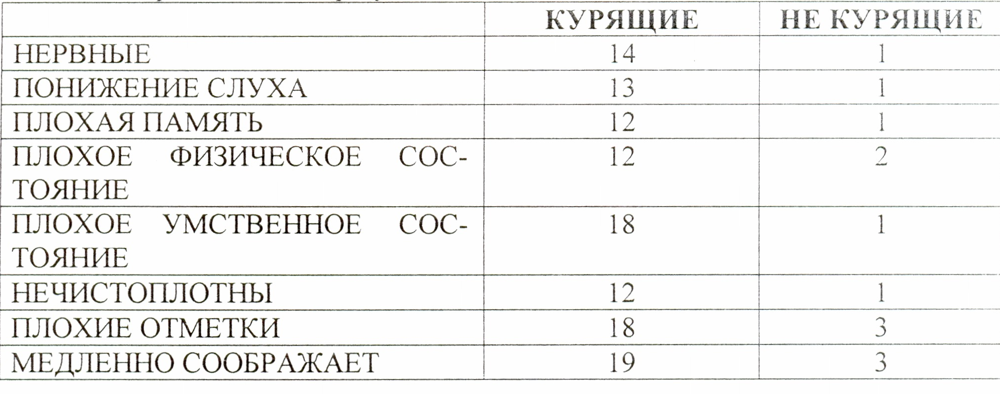 КУРЯЩИЕ НЕ КУРЯЩИЕ
НЕРВНЫЕ 14 1
ПОНИЖЕНИЕ СЛУХА 13 1
ПЛОХАЯ ПАМЯТЬ 12 1
ПЛОХОЕ ФИЗИЧЕСКОЕ СОС- 12 2
ТОЯНИЕ
ПЛОХОЕ УМСТВЕННОЕ СОС- 18 1
ТОЯНИЕ
НЕЧИСТОПЛОТНЫ 12 1
ПЛОХИЕ ОТМЕТКИ 18 3
МЕДЛЕННО СООБРАЖАЕТ 19 3